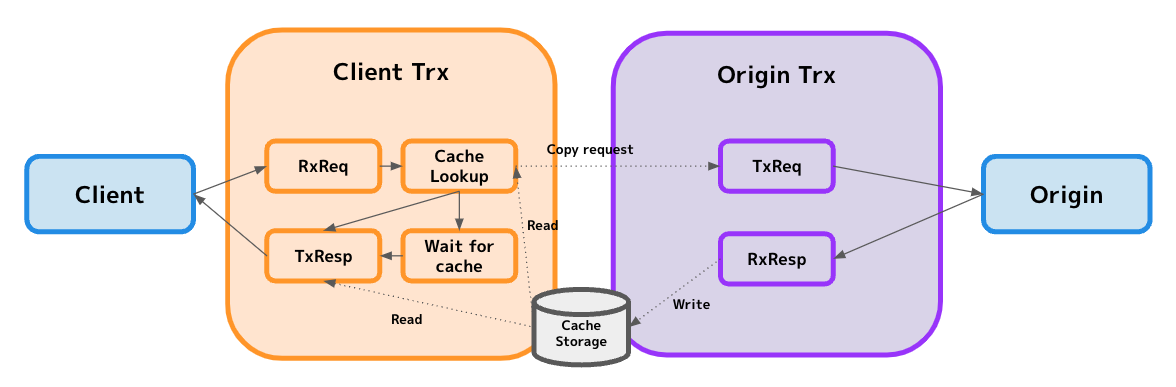 Client Trx
Origin Trx
Copy request
RxReq
Cache
Lookup
TxReq
Client
Origin
Read
TxResp
Wait for
cache
RxResp
Write
Read
Cache
Storage